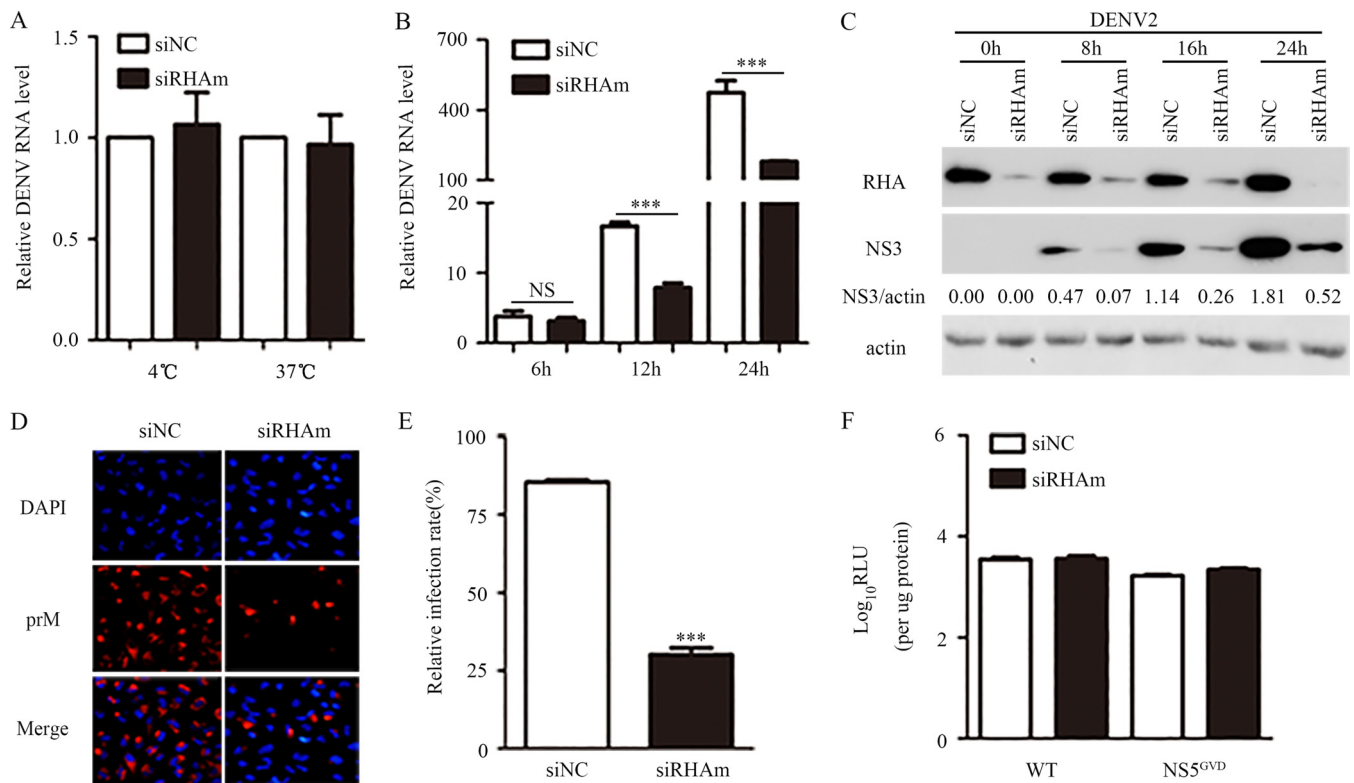 A
Relative DENV RNA level
1.5
1.0
0.5
0.0
siNC
siRHAm
4℃
37℃
B
Relative DENV RNA level
700
400
100
20
10
0
siNC
siRHAm
NS
***
***
6h
12h
24h
C
DENV2
0h 8h 16h 24h
siNC siRHAm siNC siRHAm siNC siRHAm siNC siRHAm
RHA
NS3
NS3/actin 0.00 0.00 0.47 0.07 1.14 0.26 1.81 0.52
actin
D
siNC siRHAm
DAPI
prM
Merge
E
Relative infection rate(%)
100
75
50
25
0
***
siNC siRHAm
F
Log₁₀RLU
(per ug protein)
6
4
2
0
siNC
siRHAm
WT NS5ᴳⱽᴰ